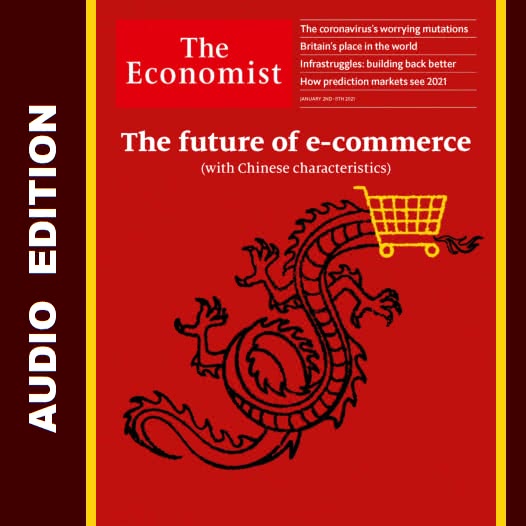 AUDIO EDITION
The
Economist
The coronavirus's worrying mutations
Britain's place in the world
Infrastruggles: building back better
How prediction markets see 2021
JANUARY 2ND–8TH 2021
The future of e-commerce
(with Chinese characteristics)